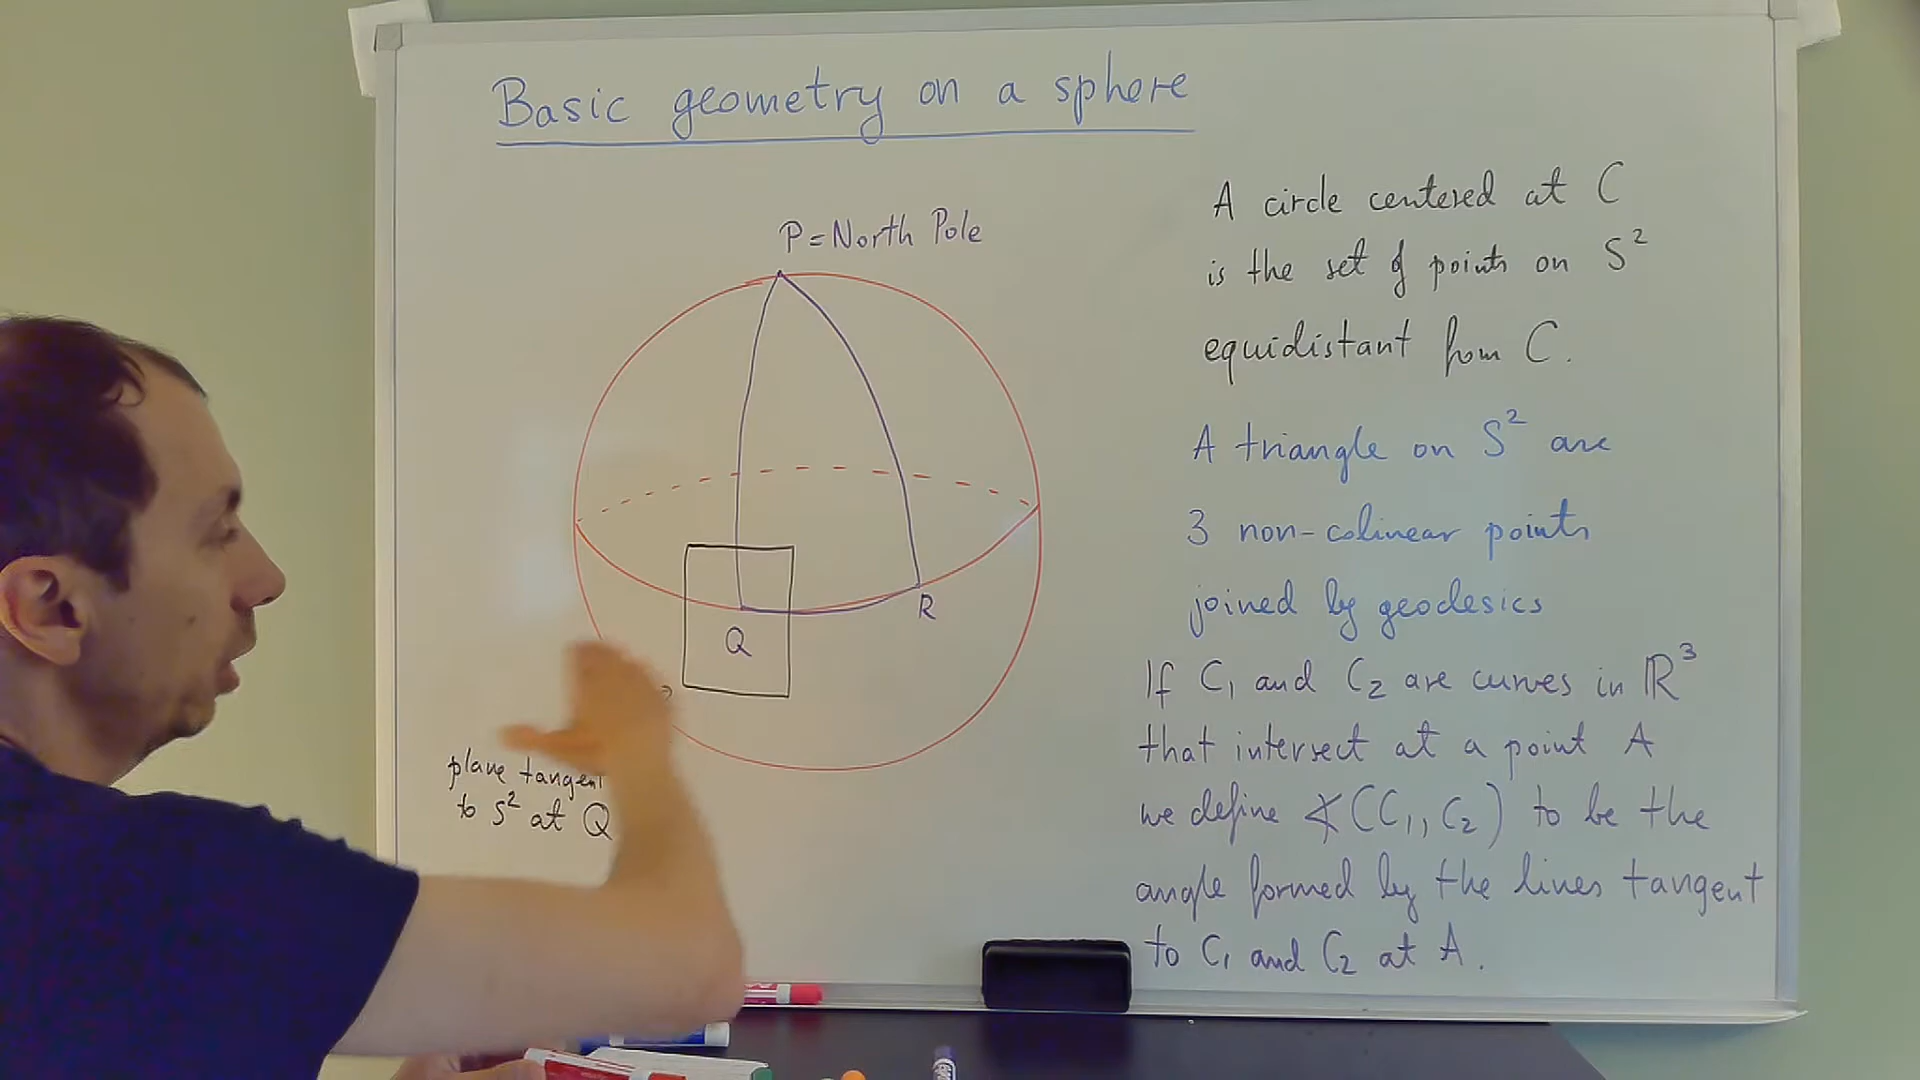 Basic geometry on a sphere
P = North Pole
Q
R
plane tangent
to S² at Q
A circle centered at C
is the set of points on S²
equidistant from C.
A triangle on S² are
3 non-colinear points
joined by geodesics
If C₁ and C₂ are curves in ℝ³
that intersect at a point A
we define ∢(C₁, C₂) to be the
angle formed by the lines tangent
to C₁ and C₂ at A.